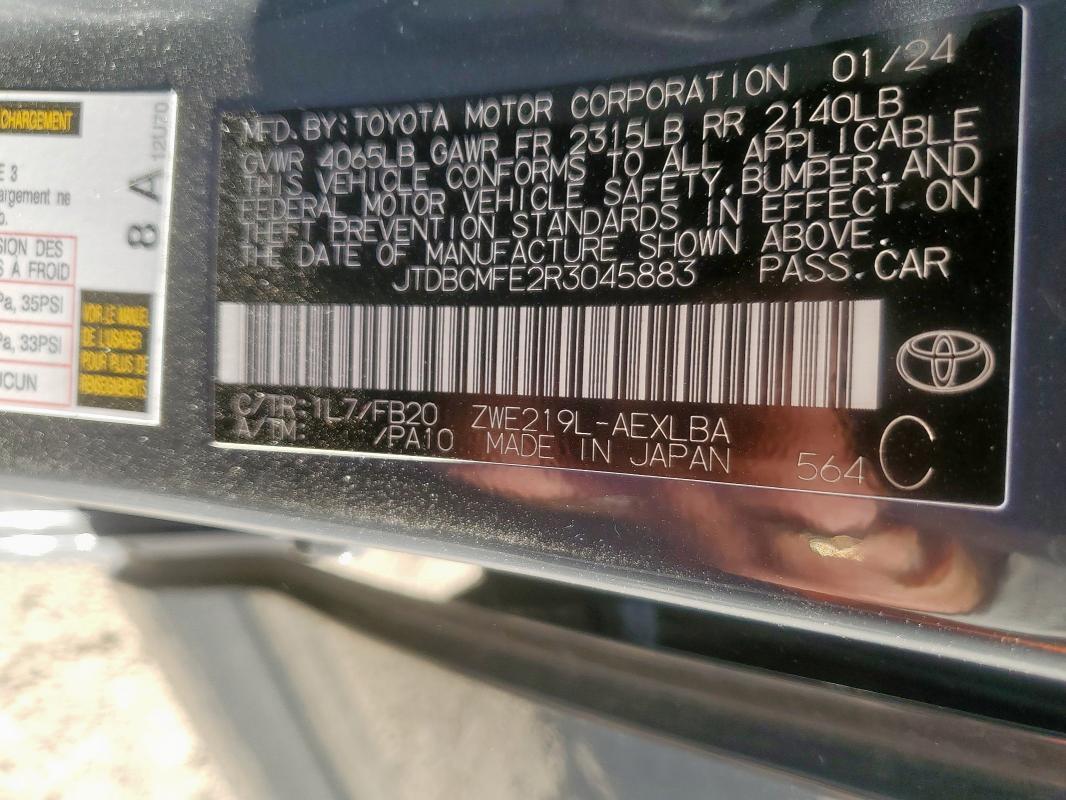 CHARGEMENT
E 3
argement ne
b.
SION DES
S À FROID
Pa, 35PSI
Pa, 33PSI
UCUN
VOIR LE MANUEL
DE L'USAGER
POUR PLUS DE
RENSEIGNEMENTS
8 A 12U70
MFD. BY: TOYOTA MOTOR CORPORATION 01/24
GVWR 4065LB GAWR FR 2315LB RR 2140LB
THIS VEHICLE CONFORMS TO ALL APPLICABLE
FEDERAL MOTOR VEHICLE SAFETY, BUMPER, AND
THEFT PREVENTION STANDARDS IN EFFECT ON
THE DATE OF MANUFACTURE SHOWN ABOVE.
JTDBCMFE2R3045883 PASS. CAR
C/TR: 1L7/FB20 ZWE219L-AEXLBA
A/TM: /PA10 MADE IN JAPAN 564 C